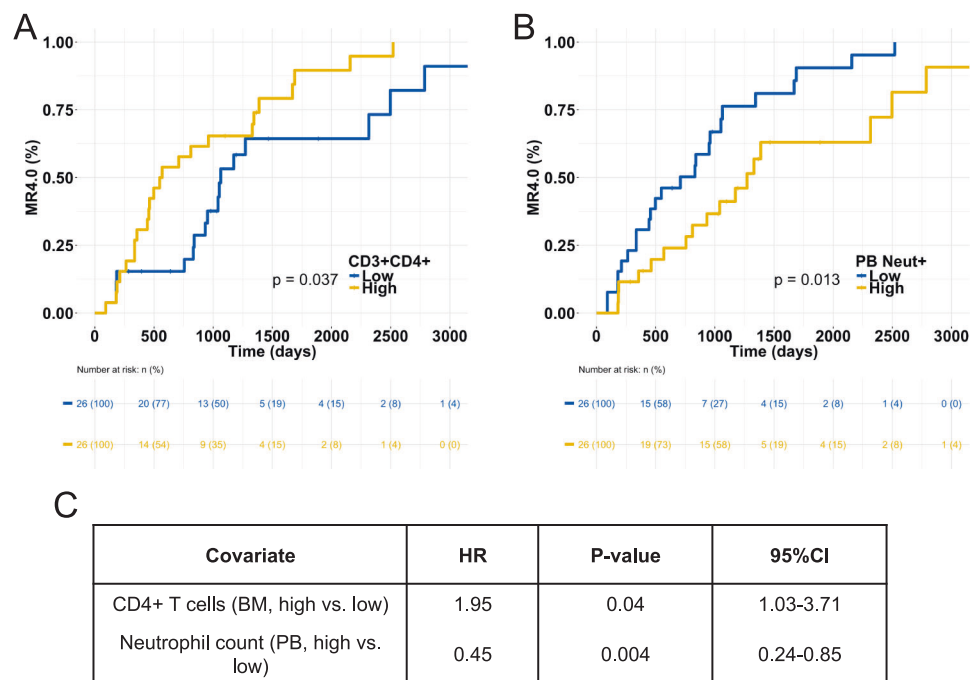 A
1.00
0.75
0.50
0.25
0.00
MR4.0 (%)
CD3+CD4+
Low
High
p = 0.037
0 500 1000 1500 2000 2500 3000
Time (days)
Number at risk: n (%)
26 (100) 20 (77) 13 (50) 5 (19) 4 (15) 2 (8) 1 (4)
26 (100) 14 (54) 9 (35) 4 (15) 2 (8) 1 (4) 0 (0)
B
1.00
0.75
0.50
0.25
0.00
MR4.0 (%)
PB Neut+
Low
High
p = 0.013
0 500 1000 1500 2000 2500 3000
Time (days)
Number at risk: n (%)
26 (100) 15 (58) 7 (27) 4 (15) 2 (8) 1 (4) 0 (0)
26 (100) 19 (73) 15 (58) 5 (19) 4 (15) 2 (8) 1 (4)
C
Covariate HR P-value 95%CI
CD4+ T cells (BM, high vs. low) 1.95 0.04 1.03-3.71
Neutrophil count (PB, high vs.
low) 0.45 0.004 0.24-0.85